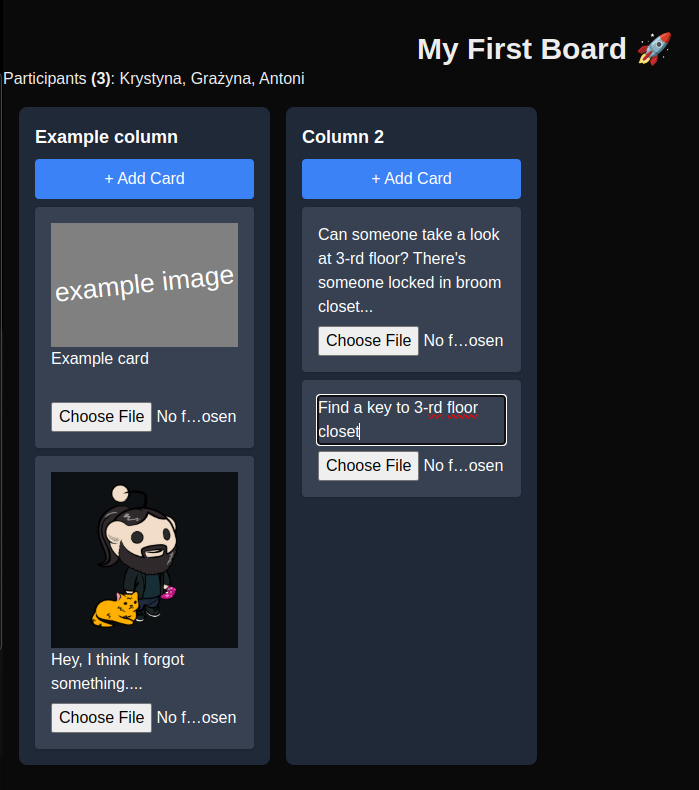 My First Board 🚀
Participants (3): Krystyna, Grażyna, Antoni
Example column
+ Add Card
example image
Example card
Choose File No f...osen
Hey, I think I forgot
something....
Choose File No f...osen
Column 2
+ Add Card
Can someone take a look
at 3-rd floor? There's
someone locked in broom
closet...
Choose File No f...osen
Find a key to 3-rd floor
closet
Choose File No f...osen